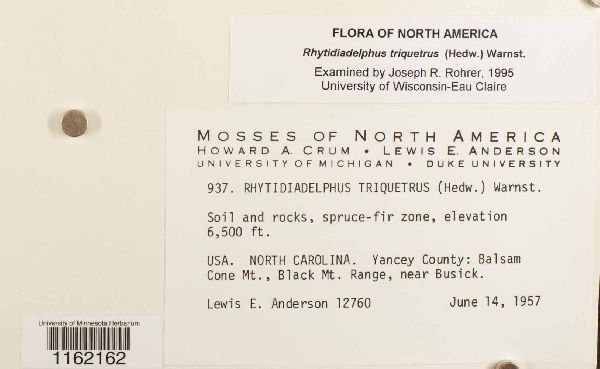 FLORA OF NORTH AMERICA
Rhytidiadelphus triquetrus (Hedw.) Warnst.
Examined by Joseph R. Rohrer, 1995
University of Wisconsin-Eau Claire
MOSSES OF NORTH AMERICA
HOWARD A. CRUM • LEWIS E. ANDERSON
UNIVERSITY OF MICHIGAN • DUKE UNIVERSITY
937. RHYTIDIADELPHUS TRIQUETRUS (Hedw.) Warnst.
Soil and rocks, spruce-fir zone, elevation
6,500 ft.
USA. NORTH CAROLINA. Yancey County: Balsam
Cone Mt., Black Mt. Range, near Busick.
Lewis E. Anderson 12760 June 14, 1957
University of Minnesota Herbarium
1162162